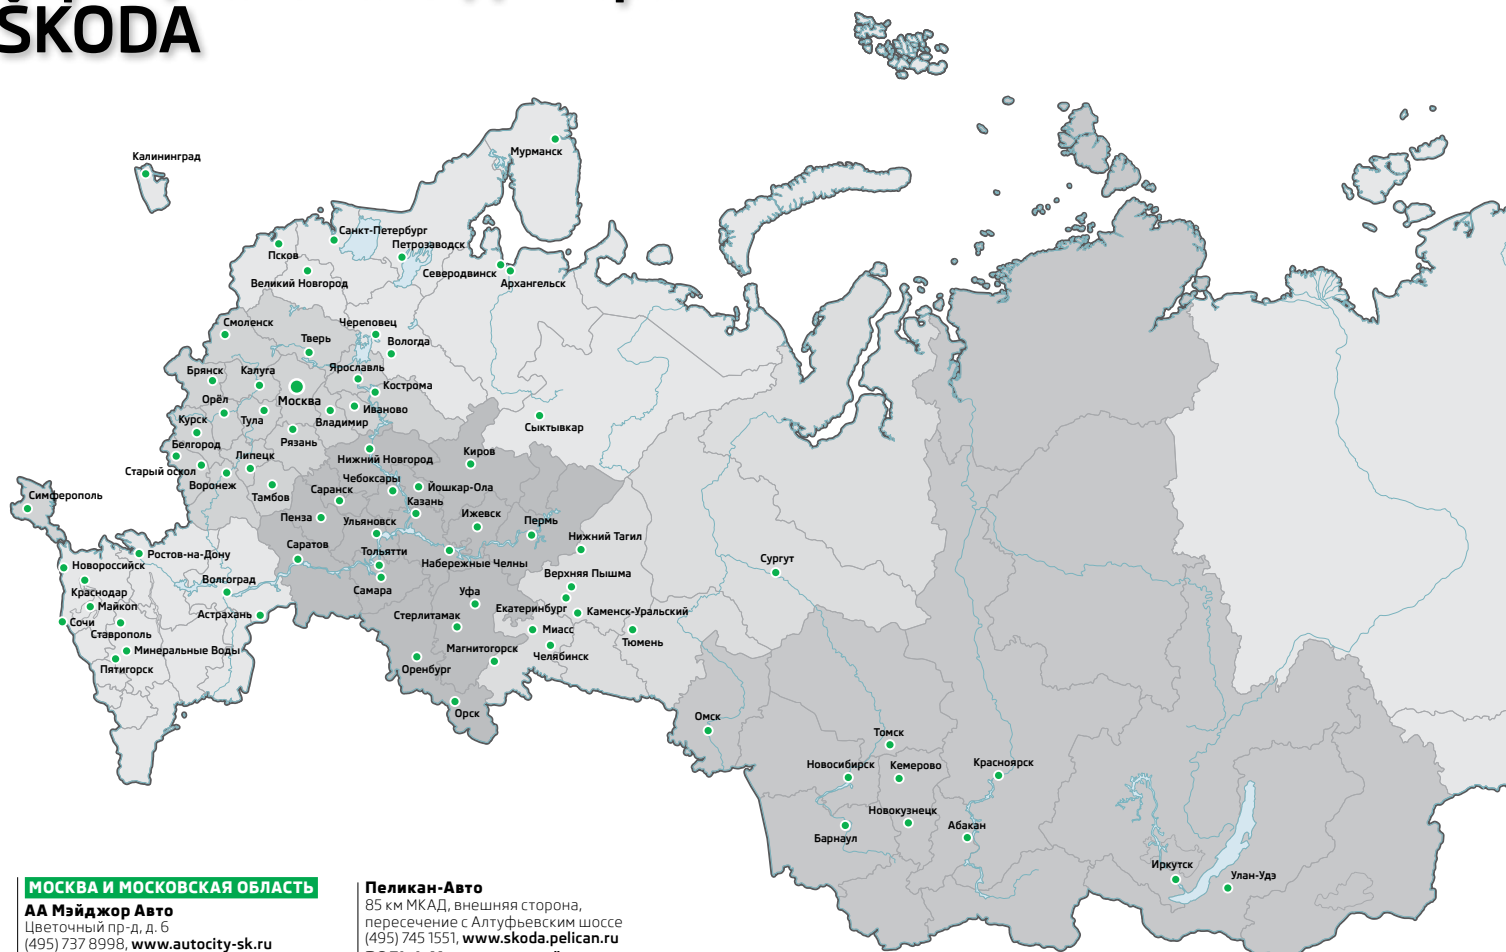 ŠKODA
Калининград
Мурманск
Санкт-Петербург
Петрозаводск
Псков
Северодвинск
Великий Новгород
Архангельск
Смоленск
Череповец
Тверь
Вологда
Брянск
Калуга
Ярославль
Кострома
Орёл
Москва
Иваново
Курск
Тула
Владимир
Сыктывкар
Белгород
Рязань
Липецк
Нижний Новгород
Киров
Старый оскол
Воронеж
Чебоксары
Йошкар-Ола
Симферополь
Тамбов
Саранск
Казань
Пенза
Ульяновск
Ижевск
Пермь
Нижний Тагил
Саратов
Ростов-на-Дону
Тольятти
Набережные Челны
Сургут
Новороссийск
Волгоград
Верхняя Пышма
Краснодар
Самара
Уфа
Майкоп
Астрахань
Стерлитамак
Екатеринбург
Каменск-Уральский
Сочи
Ставрополь
Миасс
Тюмень
Минеральные Воды
Магнитогорск
Челябинск
Пятигорск
Оренбург
Орск
Омск
Томск
Новосибирск
Кемерово
Красноярск
Новокузнецк
Барнаул
Абакан
Иркутск
Улан-Удэ
МОСКВА И МОСКОВСКАЯ ОБЛАСТЬ
АА Мэйджор Авто
Цветочный пр-д, д. 6
(495) 737 8998, www.autocity-sk.ru
Пеликан-Авто
85 км МКАД, внешняя сторона,
пересечение с Алтуфьевским шоссе
(495) 745 1551, www.skoda.pelican.ru